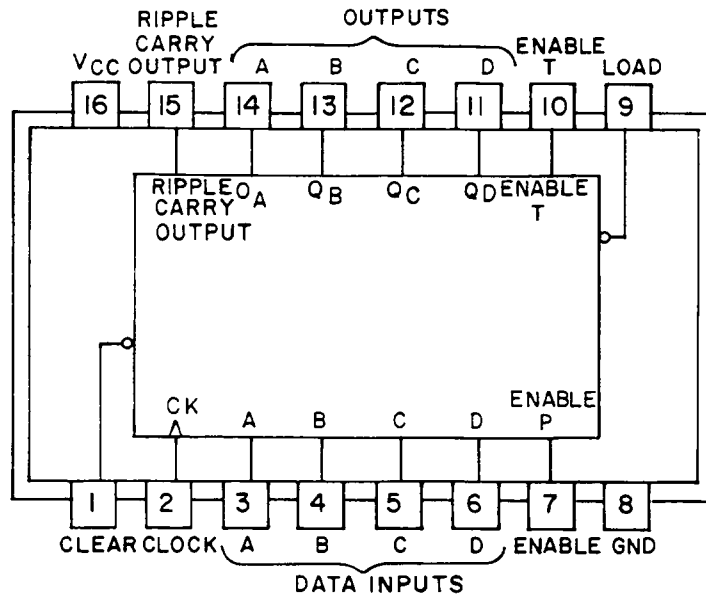 RIPPLE OUTPUTS
CARRY ENABLE
VCC OUTPUT A B C D T LOAD
16 15 14 13 12 11 10 9
RIPPLE OA QB QC QD ENABLE
CARRY T
OUTPUT
CK A B C D ENABLE
P
1 2 3 4 5 6 7 8
CLEAR CLOCK A B C D ENABLE GND
DATA INPUTS